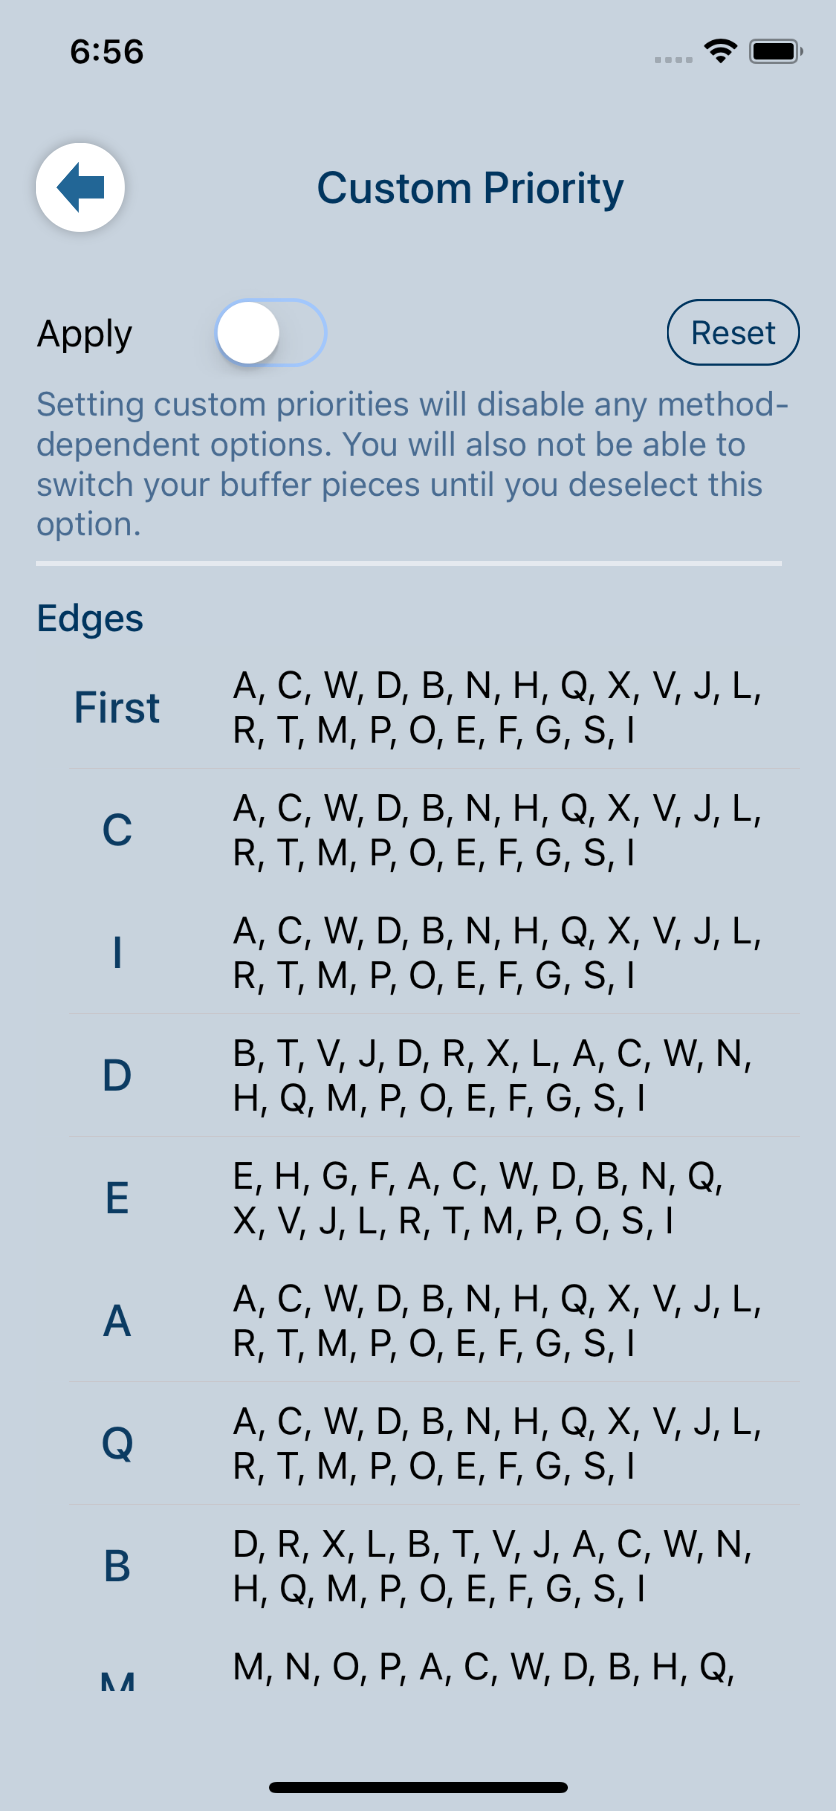 6:56
Custom Priority
Apply
Reset
Setting custom priorities will disable any method-
dependent options. You will also not be able to
switch your buffer pieces until you deselect this
option.
Edges
First
A, C, W, D, B, N, H, Q, X, V, J, L,
R, T, M, P, O, E, F, G, S, I
C
A, C, W, D, B, N, H, Q, X, V, J, L,
R, T, M, P, O, E, F, G, S, I
I
A, C, W, D, B, N, H, Q, X, V, J, L,
R, T, M, P, O, E, F, G, S, I
D
B, T, V, J, D, R, X, L, A, C, W, N,
H, Q, M, P, O, E, F, G, S, I
E
E, H, G, F, A, C, W, D, B, N, Q,
X, V, J, L, R, T, M, P, O, S, I
A
A, C, W, D, B, N, H, Q, X, V, J, L,
R, T, M, P, O, E, F, G, S, I
Q
A, C, W, D, B, N, H, Q, X, V, J, L,
R, T, M, P, O, E, F, G, S, I
B
D, R, X, L, B, T, V, J, A, C, W, N,
H, Q, M, P, O, E, F, G, S, I
M
M, N, O, P, A, C, W, D, B, H, Q,